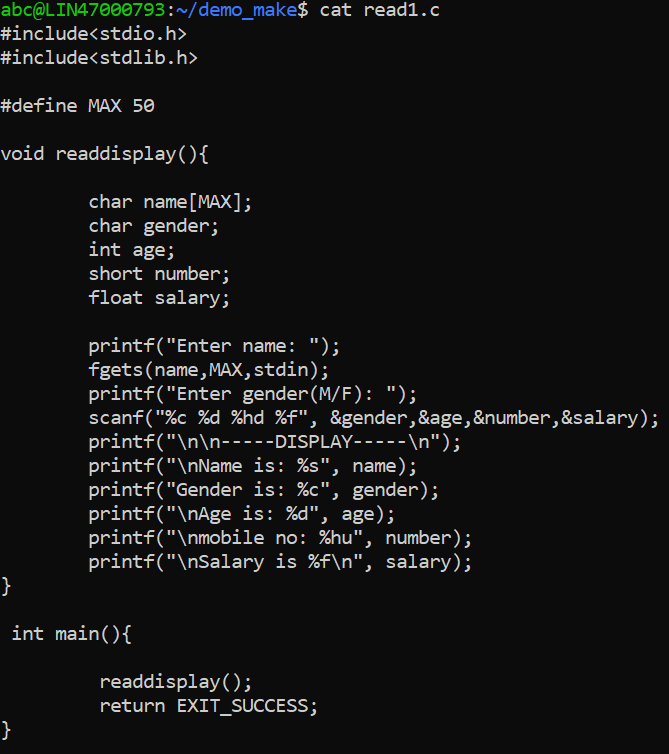 abc@LIN47000793:~/demo_make$ cat read1.c
#include<stdio.h>
#include<stdlib.h>

#define MAX 50

void readdisplay(){

        char name[MAX];
        char gender;
        int age;
        short number;
        float salary;

        printf("Enter name: ");
        fgets(name,MAX,stdin);
        printf("Enter gender(M/F): ");
        scanf("%c %d %hd %f", &gender,&age,&number,&salary);
        printf("\n\n-----DISPLAY-----\n");
        printf("\nName is: %s", name);
        printf("Gender is: %c", gender);
        printf("\nAge is: %d", age);
        printf("\nmobile no: %hu", number);
        printf("\nSalary is %f\n", salary);
}

 int main(){

         readdisplay();
         return EXIT_SUCCESS;
}